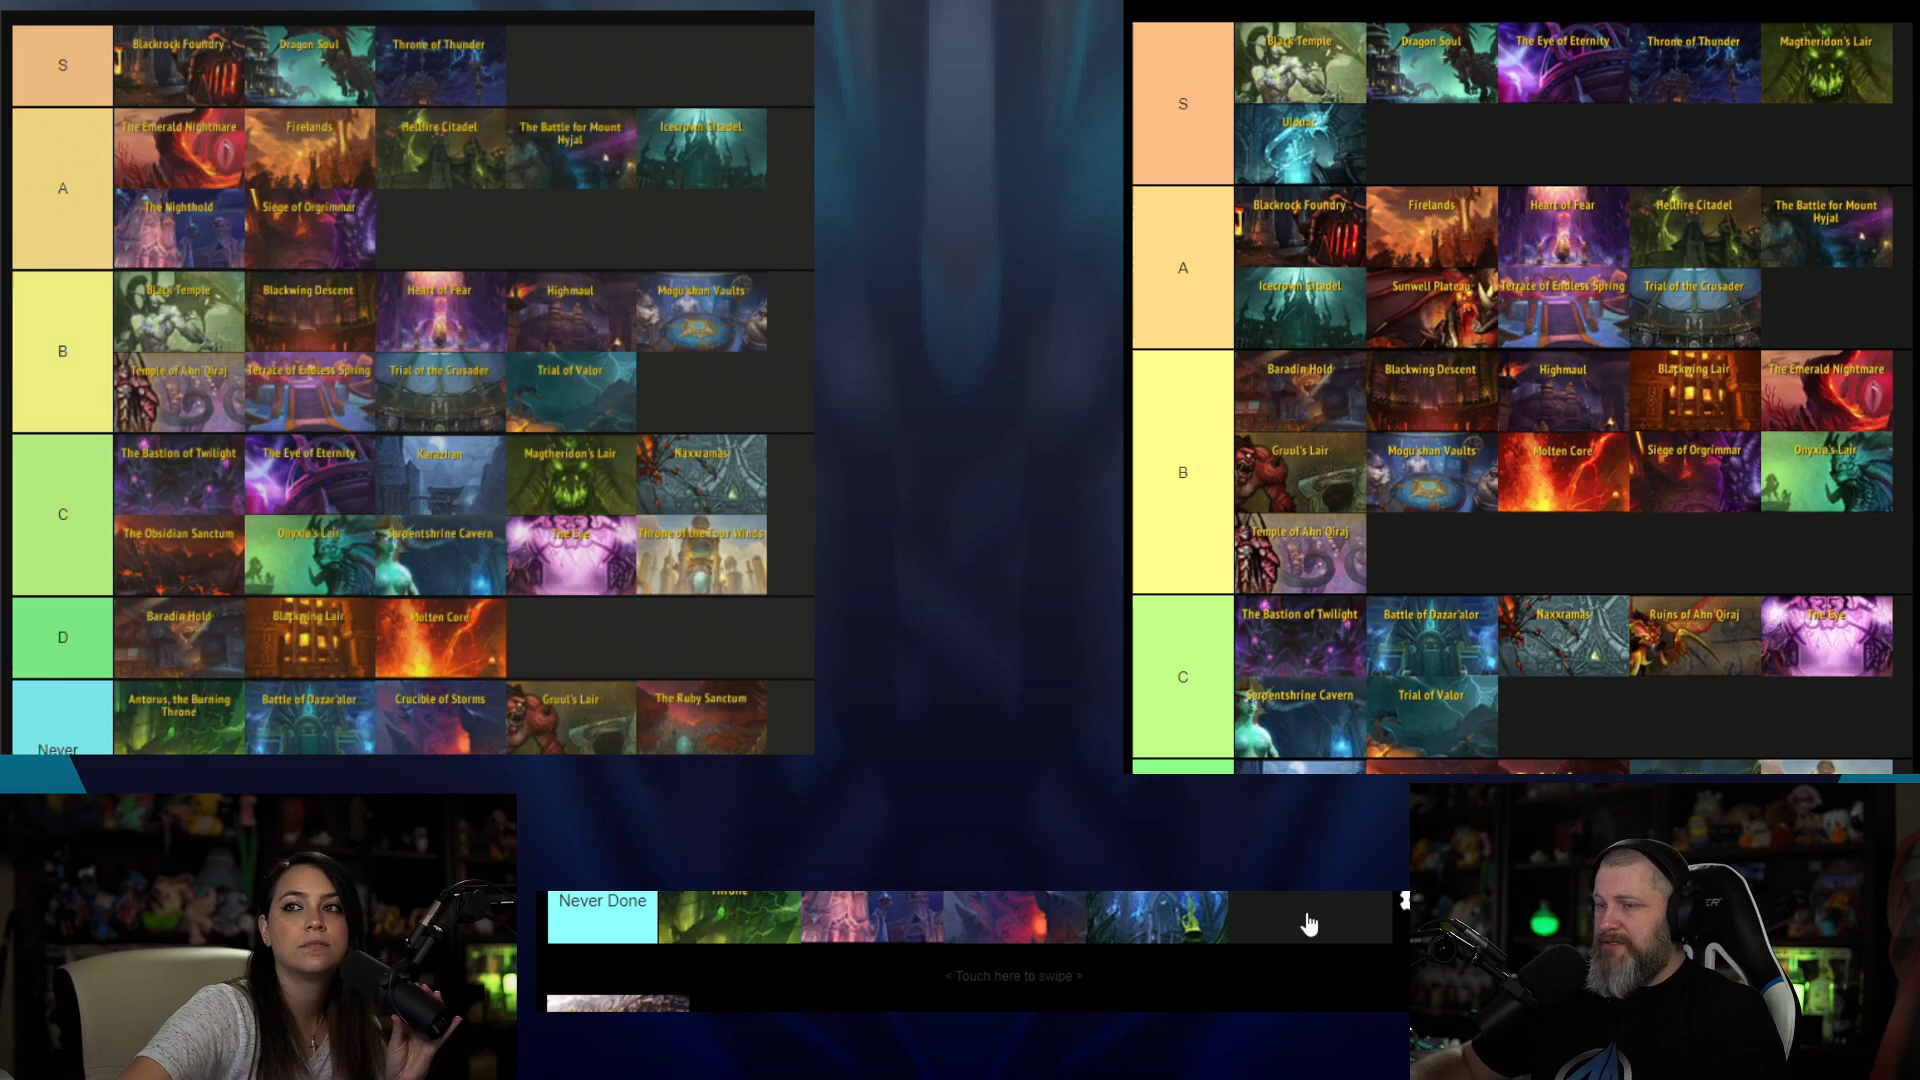 S
Blackrock Foundry
Dragon Soul
Throne of Thunder
A
The Emerald Nightmare
Firelands
Hellfire Citadel
The Battle for Mount
Hyjal
Icecrown Citadel
The Nighthold
Siege of Orgrimmar
B
Black Temple
Blackwing Descent
Heart of Fear
Highmaul
Mogu'shan Vaults
Temple of Ahn'Qiraj
Terrace of Endless Spring
Trial of the Crusader
Trial of Valor
C
The Bastion of Twilight
The Eye of Eternity
Karazhan
Magtheridon's Lair
Naxxramas
The Obsidian Sanctum
Onyxia's Lair
Serpentshrine Cavern
The Eye
Throne of the Four Winds
D
Baradin Hold
Blackwing Lair
Molten Core
Never
Antorus, the Burning
Throne
Battle of Dazar'alor
Crucible of Storms
Gruul's Lair
The Ruby Sanctum
S
Black Temple
Dragon Soul
The Eye of Eternity
Throne of Thunder
Magtheridon's Lair
Ulduar
A
Blackrock Foundry
Firelands
Heart of Fear
Hellfire Citadel
The Battle for Mount
Hyjal
Icecrown Citadel
Sunwell Plateau
Terrace of Endless Spring
Trial of the Crusader
B
Baradin Hold
Blackwing Descent
Highmaul
Blackwing Lair
The Emerald Nightmare
Gruul's Lair
Mogu'shan Vaults
Molten Core
Siege of Orgrimmar
Onyxia's Lair
Temple of Ahn'Qiraj
C
The Bastion of Twilight
Battle of Dazar'alor
Naxxramas
Ruins of Ahn'Qiraj
The Eye
Serpentshrine Cavern
Trial of Valor
Never Done
Throne
< Touch here to swipe >